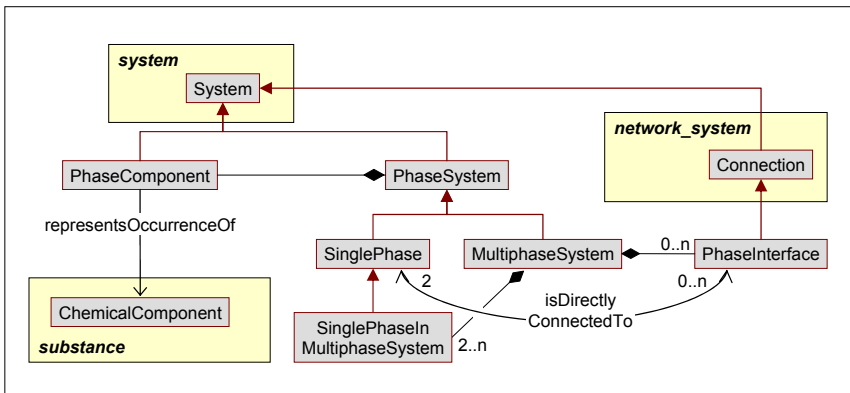 system
System
network_system
Connection
PhaseComponent
PhaseSystem
representsOccurrenceOf
SinglePhase
MultiphaseSystem
0..n
PhaseInterface
2
0..n
isDirectly
ConnectedTo
ChemicalComponent
substance
SinglePhaseIn
MultiphaseSystem
2..n